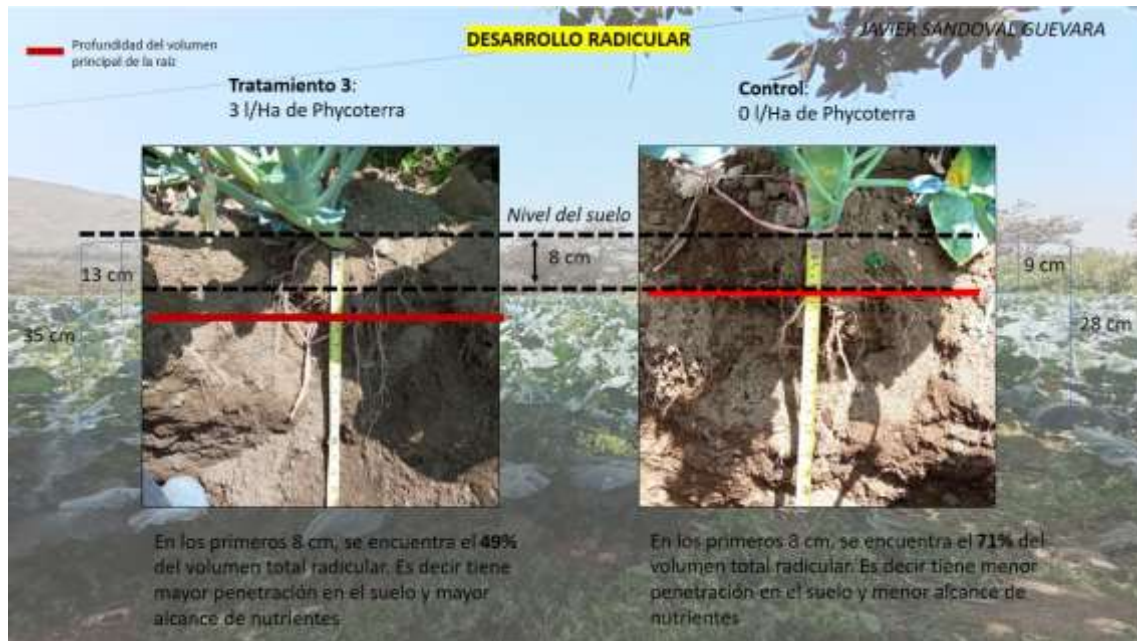 DESARROLLO RADICULAR
JAVIER SANDOVAL GUEVARA
Profundidad del volumen
principal de la raíz
Tratamiento 3:
3 l/Ha de Phycoterra
Control:
0 l/Ha de Phycoterra
Nivel del suelo
8 cm
13 cm
35 cm
9 cm
28 cm
En los primeros 8 cm, se encuentra el 49%
del volumen total radicular. Es decir tiene
mayor penetración en el suelo y mayor
alcance de nutrientes
En los primeros 8 cm, se encuentra el 71% del
volumen total radicular. Es decir tiene menor
penetración en el suelo y menor alcance de
nutrientes